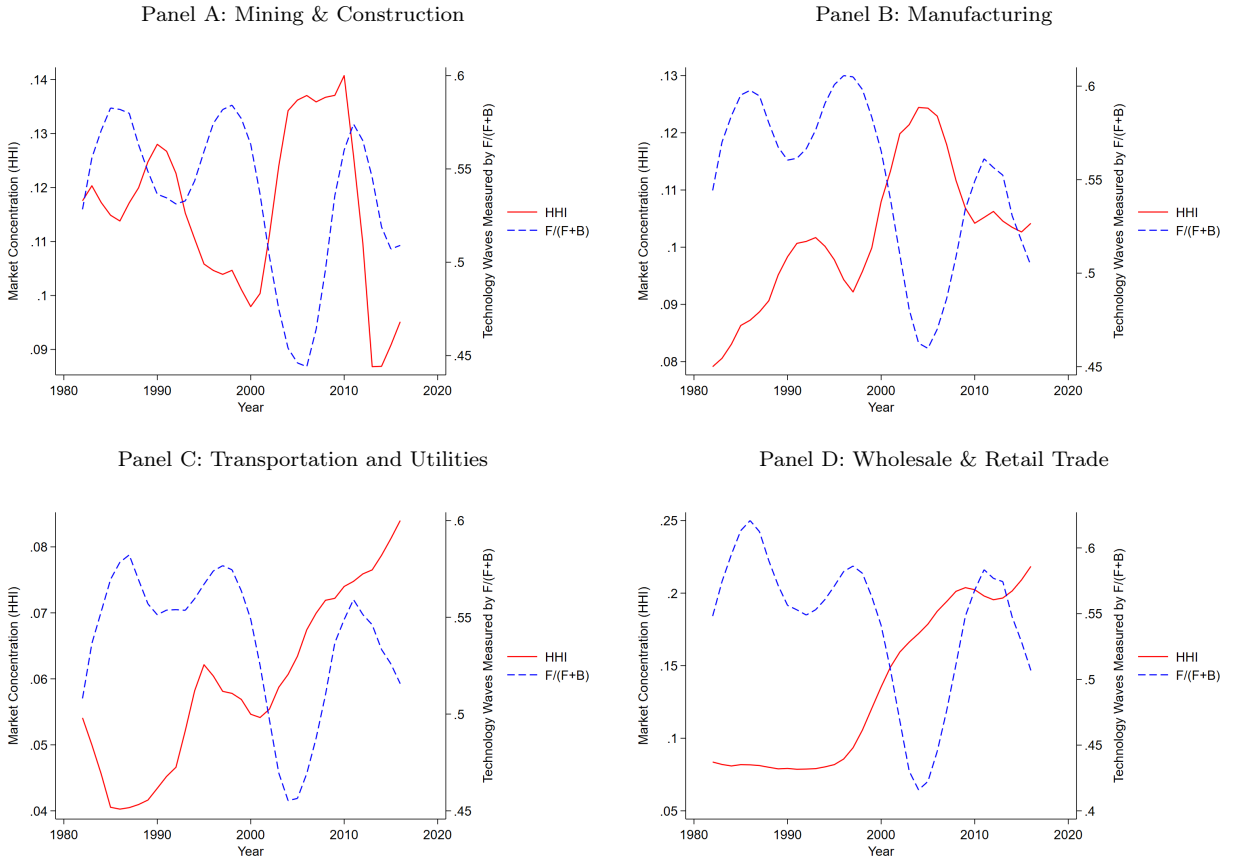 Panel A: Mining & Construction
Market Concentration (HHI)
.14
.13
.12
.11
.1
.09
Technology Waves Measured by F/(F+B)
.6
.55
.5
.45
1980
1990
2000
2010
2020
Year
HHI
F/(F+B)
Panel B: Manufacturing
Market Concentration (HHI)
.13
.12
.11
.1
.09
.08
Technology Waves Measured by F/(F+B)
.6
.55
.5
.45
1980
1990
2000
2010
2020
Year
HHI
F/(F+B)
Panel C: Transportation and Utilities
Market Concentration (HHI)
.08
.07
.06
.05
.04
Technology Waves Measured by F/(F+B)
.6
.55
.5
.45
1980
1990
2000
2010
2020
Year
HHI
F/(F+B)
Panel D: Wholesale & Retail Trade
Market Concentration (HHI)
.25
.2
.15
.1
.05
Technology Waves Measured by F/(F+B)
.6
.55
.5
.45
.4
1980
1990
2000
2010
2020
Year
HHI
F/(F+B)